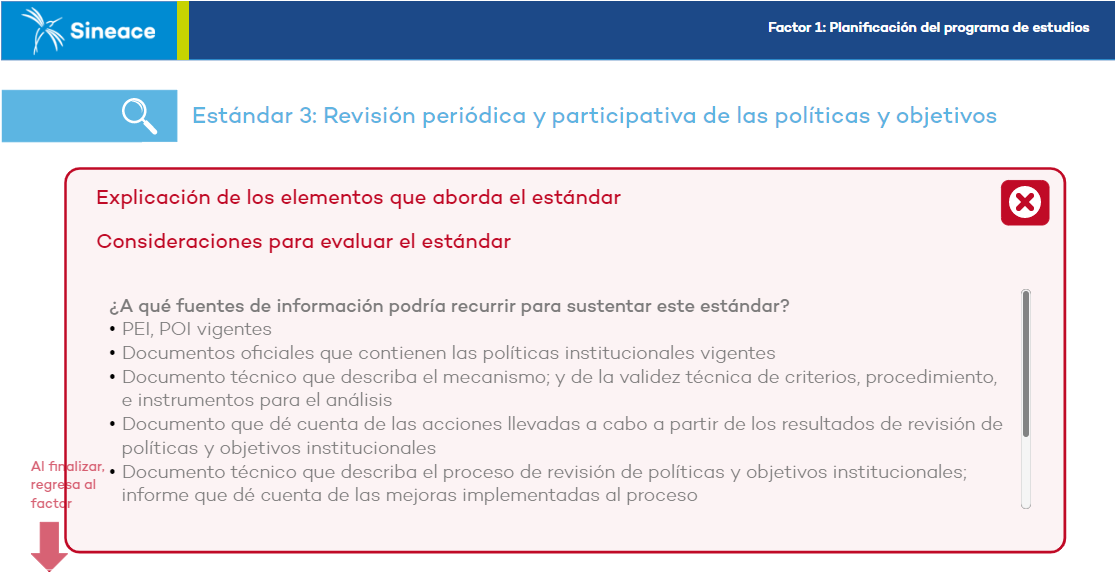 Sineace
Factor 1: Planificación del programa de estudios
Estándar 3: Revisión periódica y participativa de las políticas y objetivos
Explicación de los elementos que aborda el estándar
Consideraciones para evaluar el estándar
¿A qué fuentes de información podría recurrir para sustentar este estándar?
• PEI, POI vigentes
• Documentos oficiales que contienen las políticas institucionales vigentes
• Documento técnico que describa el mecanismo; y de la validez técnica de criterios, procedimiento,
e instrumentos para el análisis
• Documento que dé cuenta de las acciones llevadas a cabo a partir de los resultados de revisión de
políticas y objetivos institucionales
• Documento técnico que describa el proceso de revisión de políticas y objetivos institucionales;
informe que dé cuenta de las mejoras implementadas al proceso
Al finalizar,
regresa al
factor